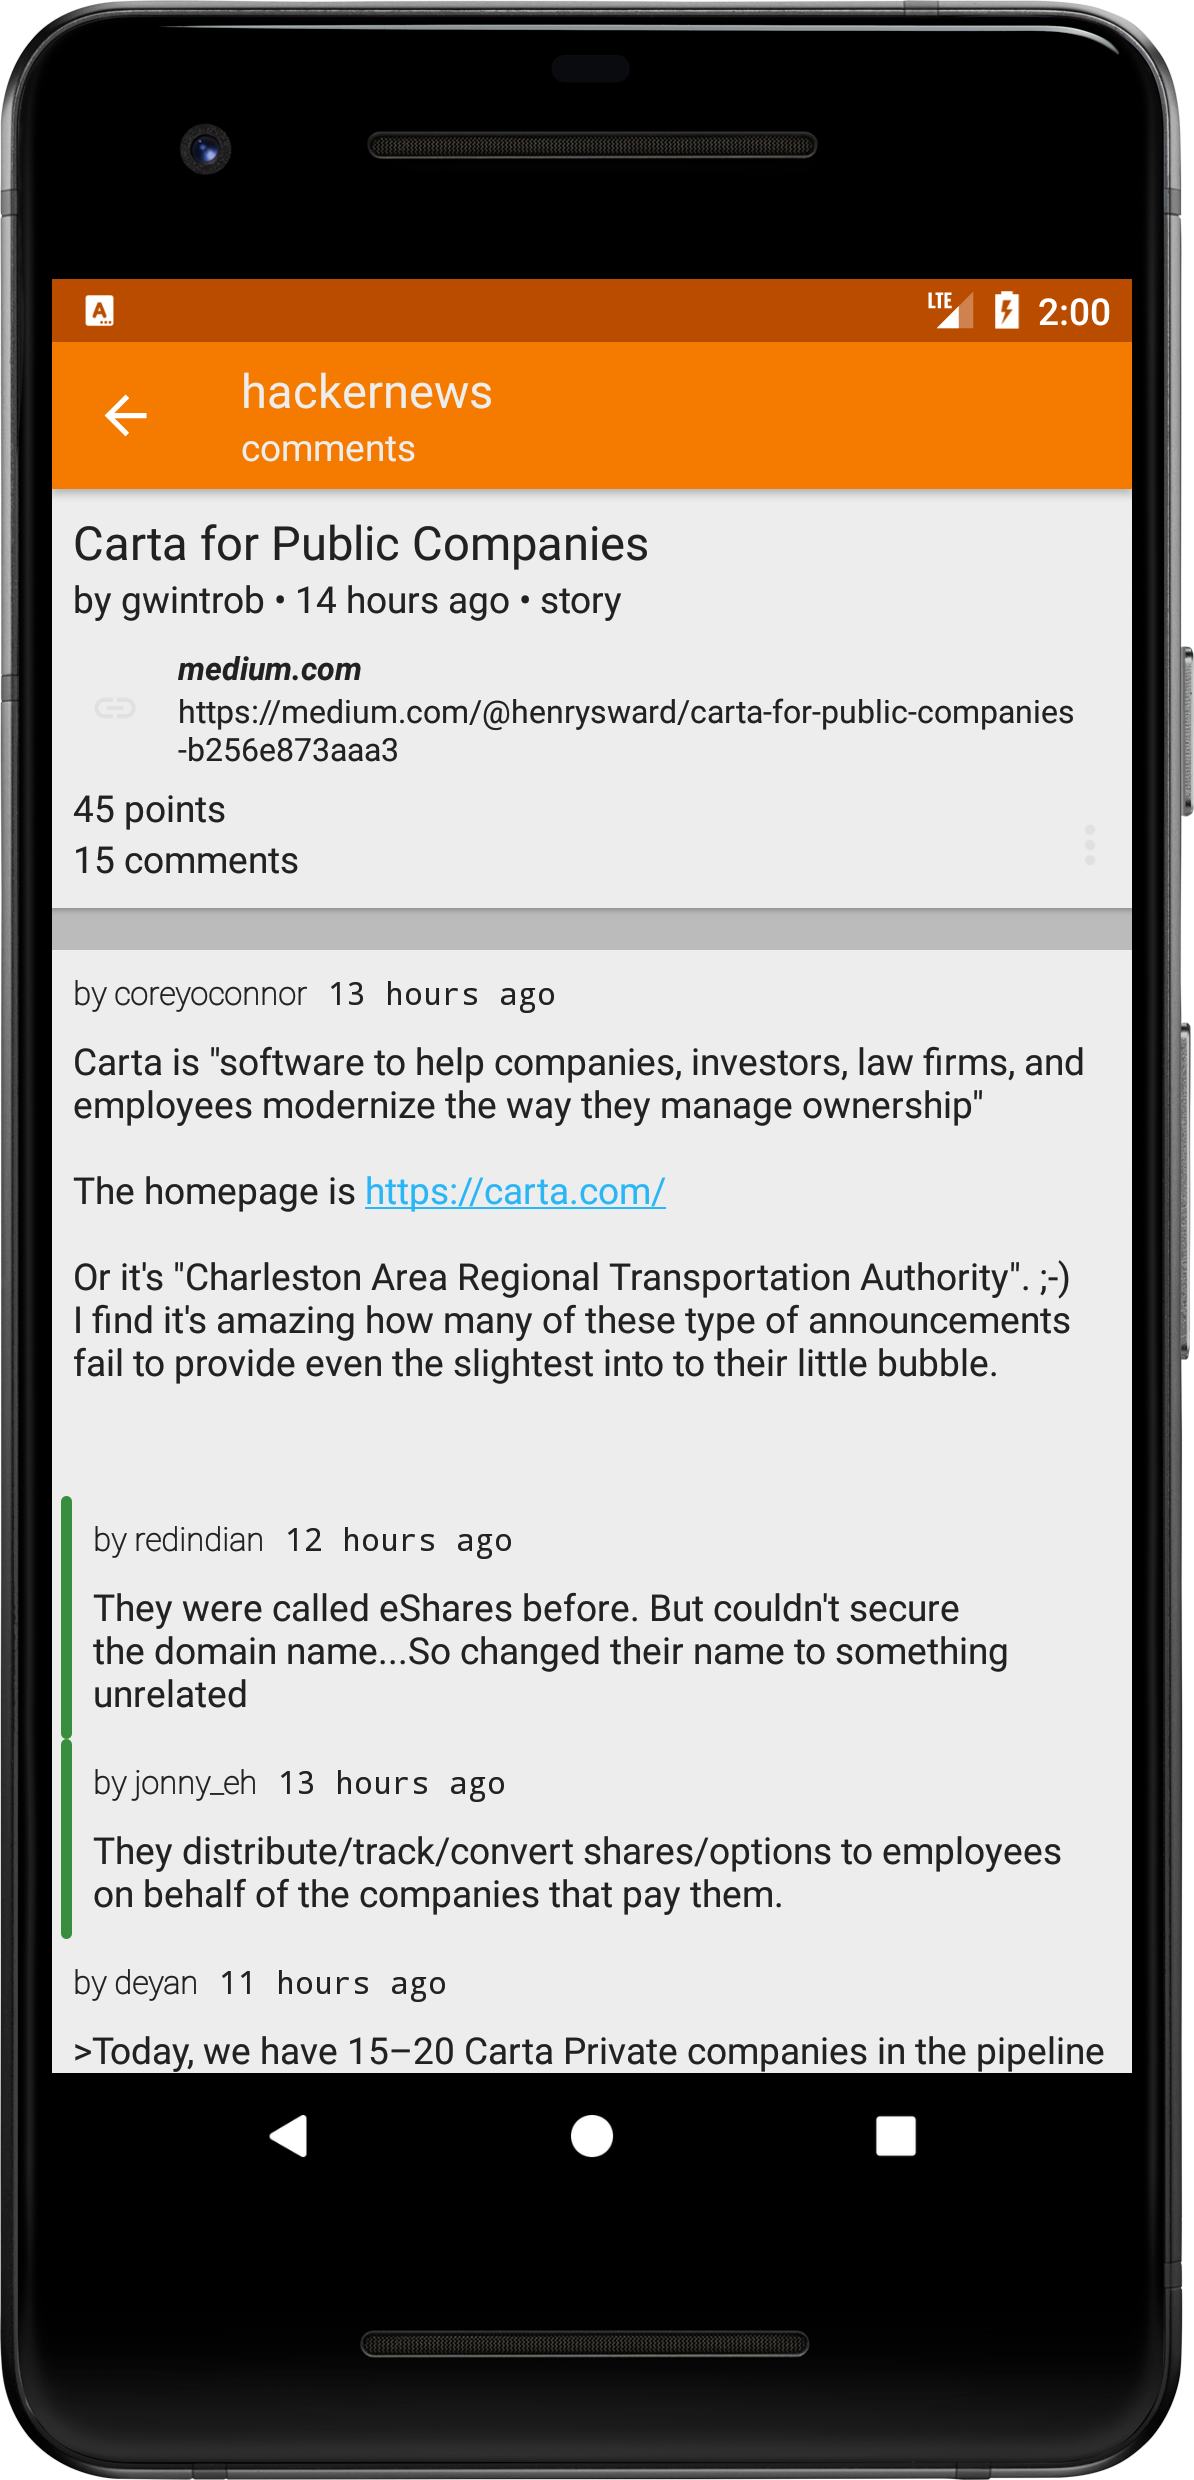 A
LTE
2:00
hackernews
comments
Carta for Public Companies
by gwintrob • 14 hours ago • story
medium.com
https://medium.com/@henrysward/carta-for-public-companies
-b256e873aaa3
45 points
15 comments
by coreyoconnor 13 hours ago
Carta is "software to help companies, investors, law firms, and
employees modernize the way they manage ownership"
The homepage is https://carta.com/
Or it's "Charleston Area Regional Transportation Authority". ;-)
I find it's amazing how many of these type of announcements
fail to provide even the slightest into to their little bubble.
by redindian 12 hours ago
They were called eShares before. But couldn't secure
the domain name...So changed their name to something
unrelated
by jonny_eh 13 hours ago
They distribute/track/convert shares/options to employees
on behalf of the companies that pay them.
by deyan 11 hours ago
>Today, we have 15–20 Carta Private companies in the pipeline